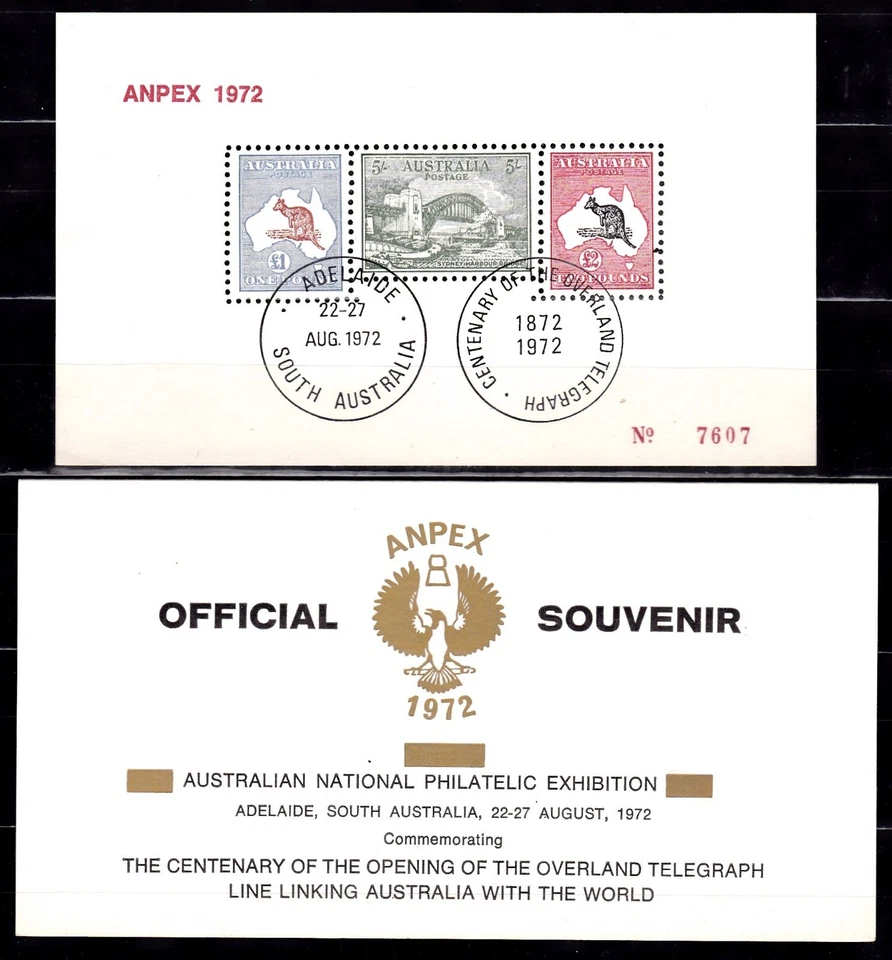 ANPEX 1972
AUSTRALIA
POSTAGE
£1
ONE
5/- AUSTRALIA 5/-
POSTAGE
SYDNEY HARBOUR
AUSTRALIA
POSTAGE
£2
TWO POUNDS
ADELAIDE
22-27
AUG. 1972
SOUTH AUSTRALIA
CENTENARY OF THE OVERLAND TELEGRAPH
1872
1972
Nº 7607
ANPEX
OFFICIAL SOUVENIR
1972
AUSTRALIAN NATIONAL PHILATELIC EXHIBITION
ADELAIDE, SOUTH AUSTRALIA, 22-27 AUGUST, 1972
Commemorating
THE CENTENARY OF THE OPENING OF THE OVERLAND TELEGRAPH
LINE LINKING AUSTRALIA WITH THE WORLD